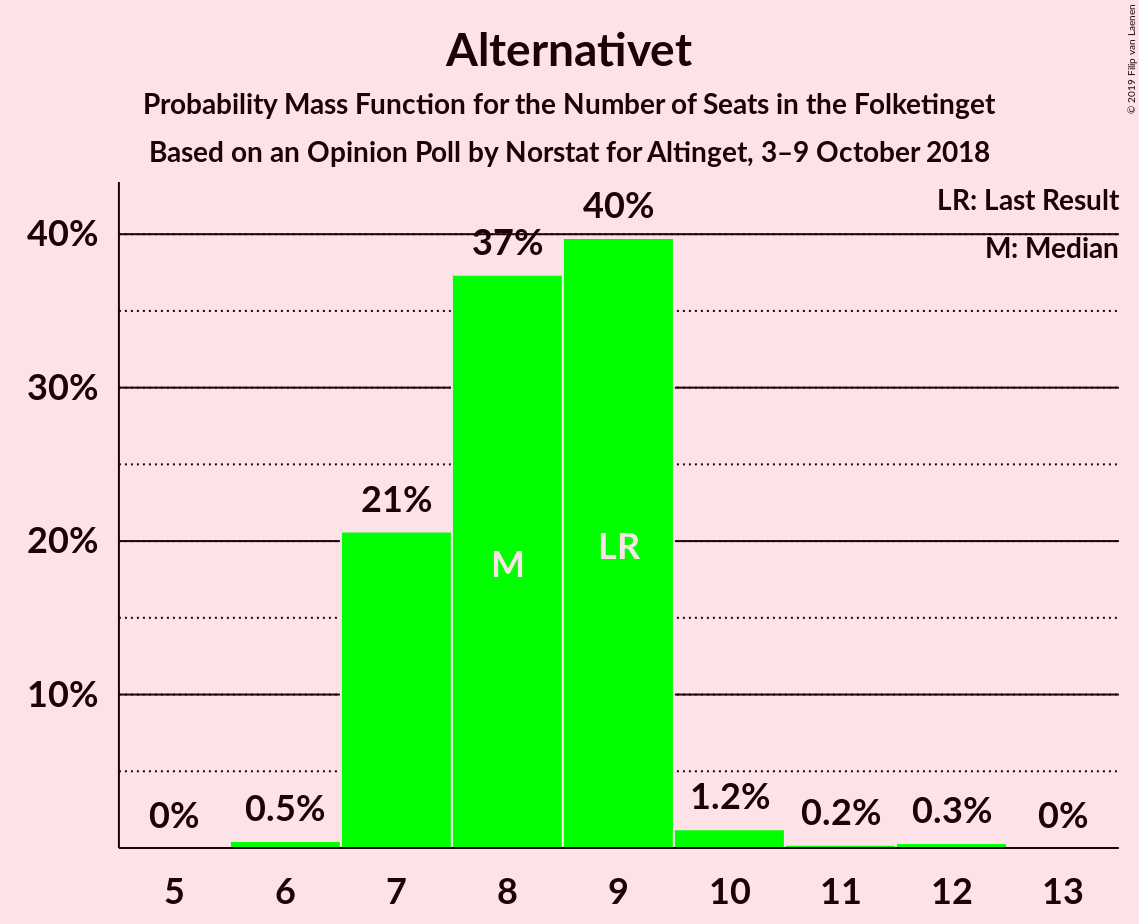 Alternativet
Probability Mass Function for the Number of Seats in the Folketinget
Based on an Opinion Poll by Norstat for Altinget, 3–9 October 2018
© 2019 Filip van Laenen
LR: Last Result
M: Median
40%
30%
20%
10%
0%
0.5%
21%
37%
40%
1.2%
0.2%
0.3%
0%
M
LR
5 6 7 8 9 10 11 12 13